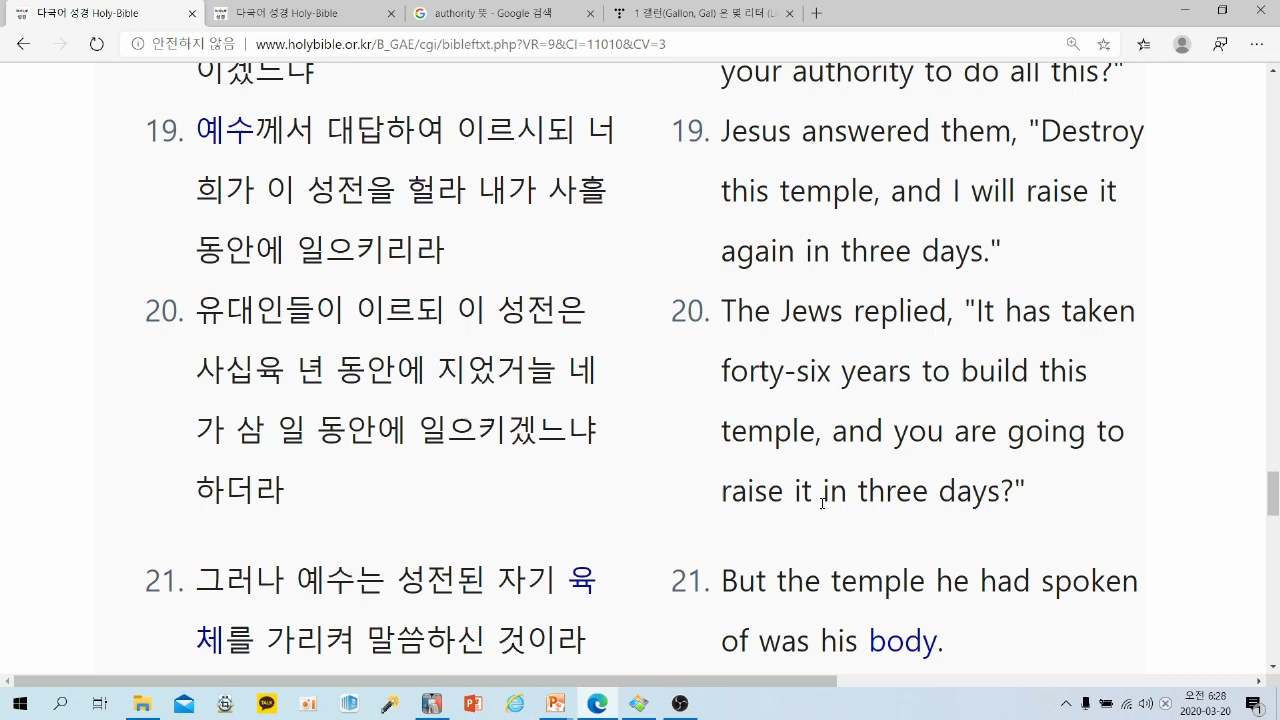 다국어 성경 Holy-Bible
다국어 성경 Holy-Bible
authority 뜻 - Google 검색
1 갤런(Gallon, Gal) 은 몇 리터 (Li
안전하지 않음
www.holybible.or.kr/B_GAE/cgi/bibleftxt.php?VR=9&CI=11010&CV=3
이겠느냐
19. 예수께서 대답하여 이르시되 너
희가 이 성전을 헐라 내가 사흘
동안에 일으키리라
20. 유대인들이 이르되 이 성전은
사십육 년 동안에 지었거늘 네
가 삼 일 동안에 일으키겠느냐
하더라
21. 그러나 예수는 성전된 자기 육
체를 가리켜 말씀하신 것이라
your authority to do all this?"
19. Jesus answered them, "Destroy
this temple, and I will raise it
again in three days."
20. The Jews replied, "It has taken
forty-six years to build this
temple, and you are going to
raise it in three days?"
21. But the temple he had spoken
of was his body.
오전 6:28
2020-03-20